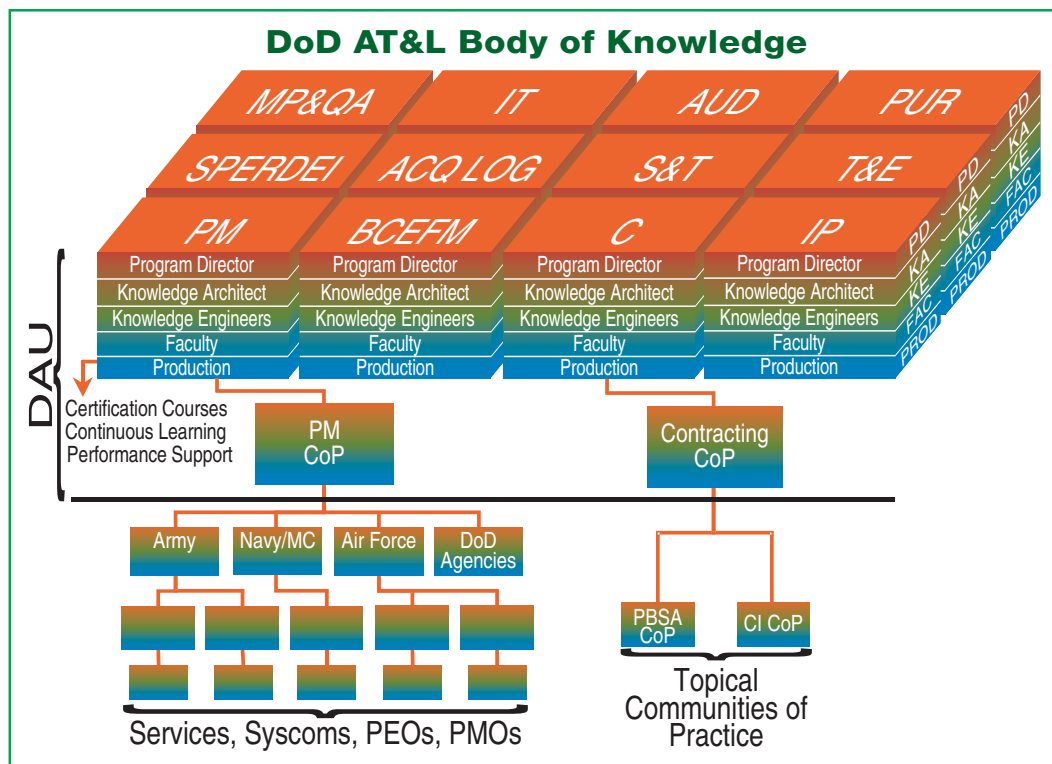 DoD AT&L Body of Knowledge
MP&QA
IT
AUD
PUR
SPERDEI
ACQ LOG
S&T
T&E
PM
BCEFM
C
IP
PD
KA
KE
FAC
PROD
PD
KA
KE
FAC
PROD
PD
KA
KE
FAC
PROD
Program Director
Program Director
Program Director
Program Director
Knowledge Architect
Knowledge Architect
Knowledge Architect
Knowledge Architect
Knowledge Engineers
Knowledge Engineers
Knowledge Engineers
Knowledge Engineers
Faculty
Faculty
Faculty
Faculty
Production
Production
Production
Production
DAU
Certification Courses
Continuous Learning
Performance Support
PM
CoP
Contracting
CoP
Army
Navy/MC
Air Force
DoD
Agencies
PBSA
CoP
CI CoP
Services, Syscoms, PEOs, PMOs
Topical
Communities of
Practice